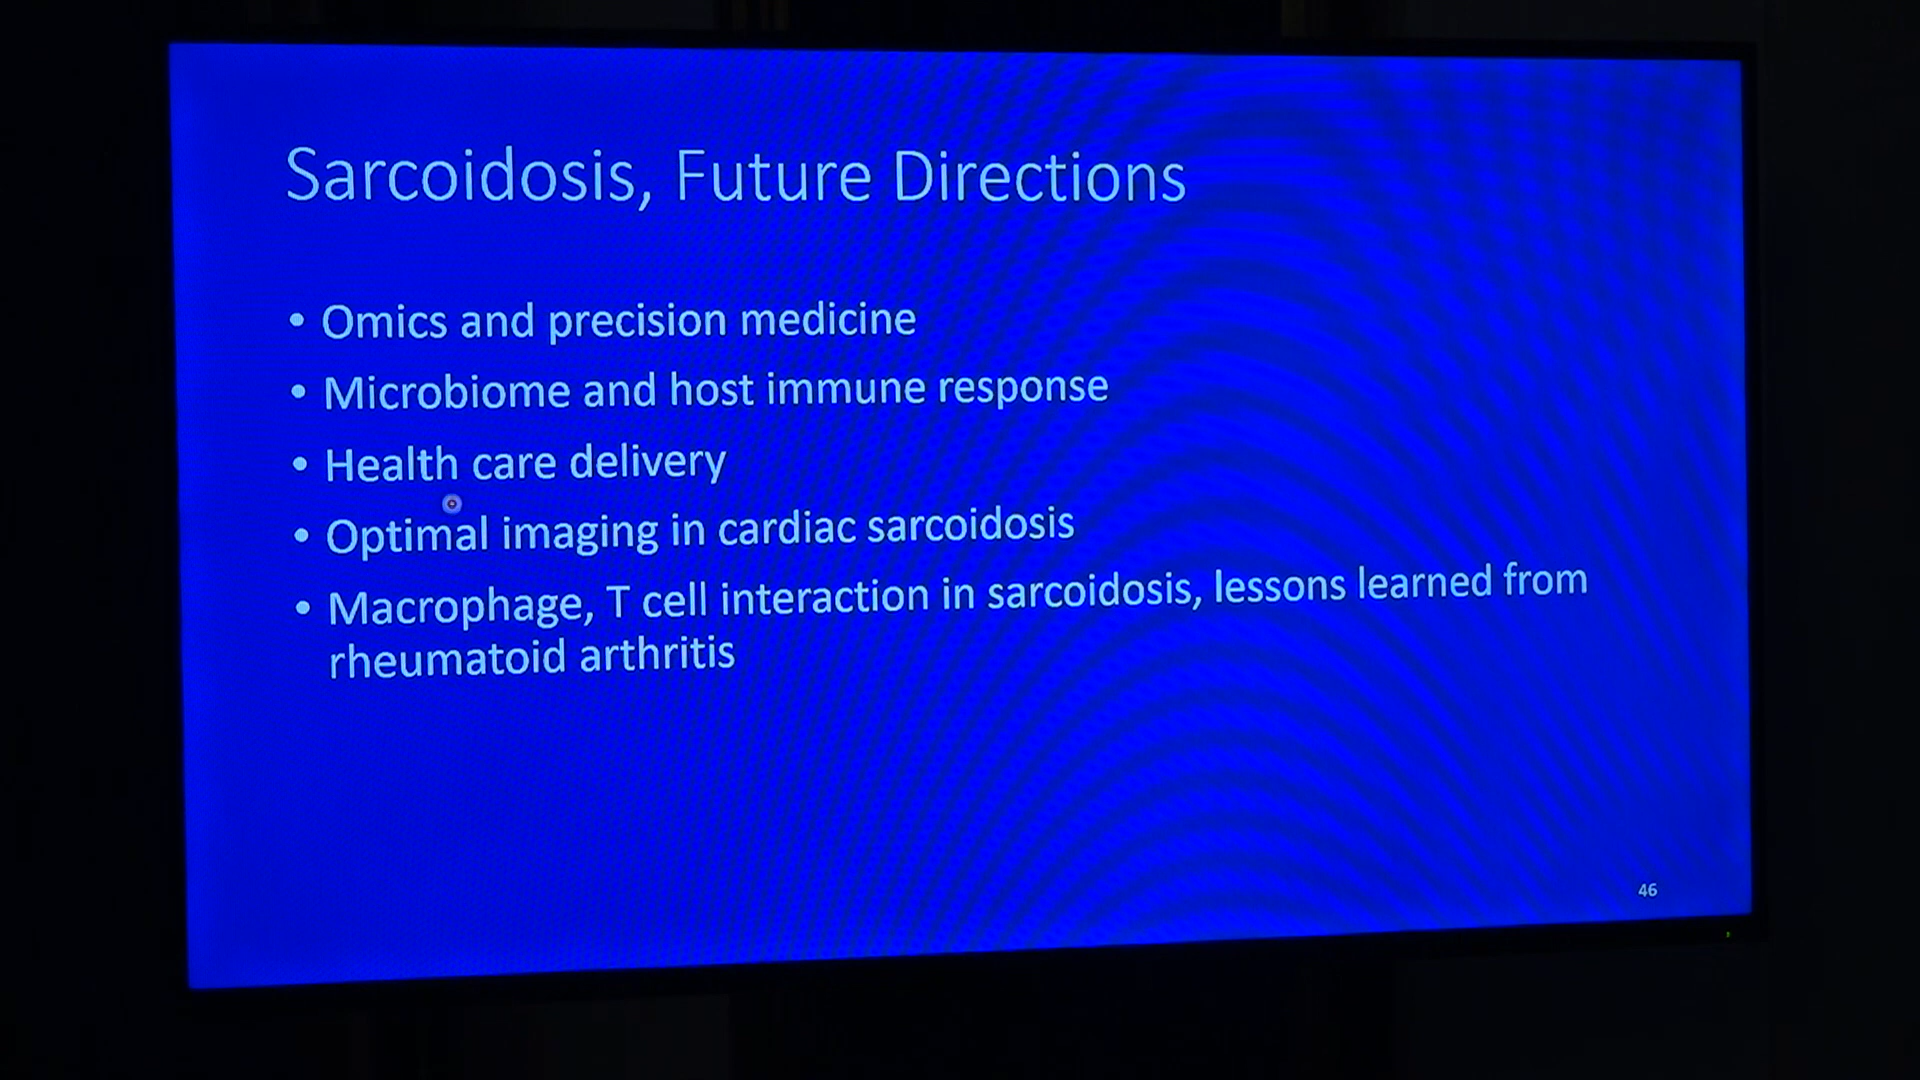 Sarcoidosis, Future Directions
• Omics and precision medicine
• Microbiome and host immune response
• Health care delivery
• Optimal imaging in cardiac sarcoidosis
• Macrophage, T cell interaction in sarcoidosis, lessons learned from
rheumatoid arthritis
46